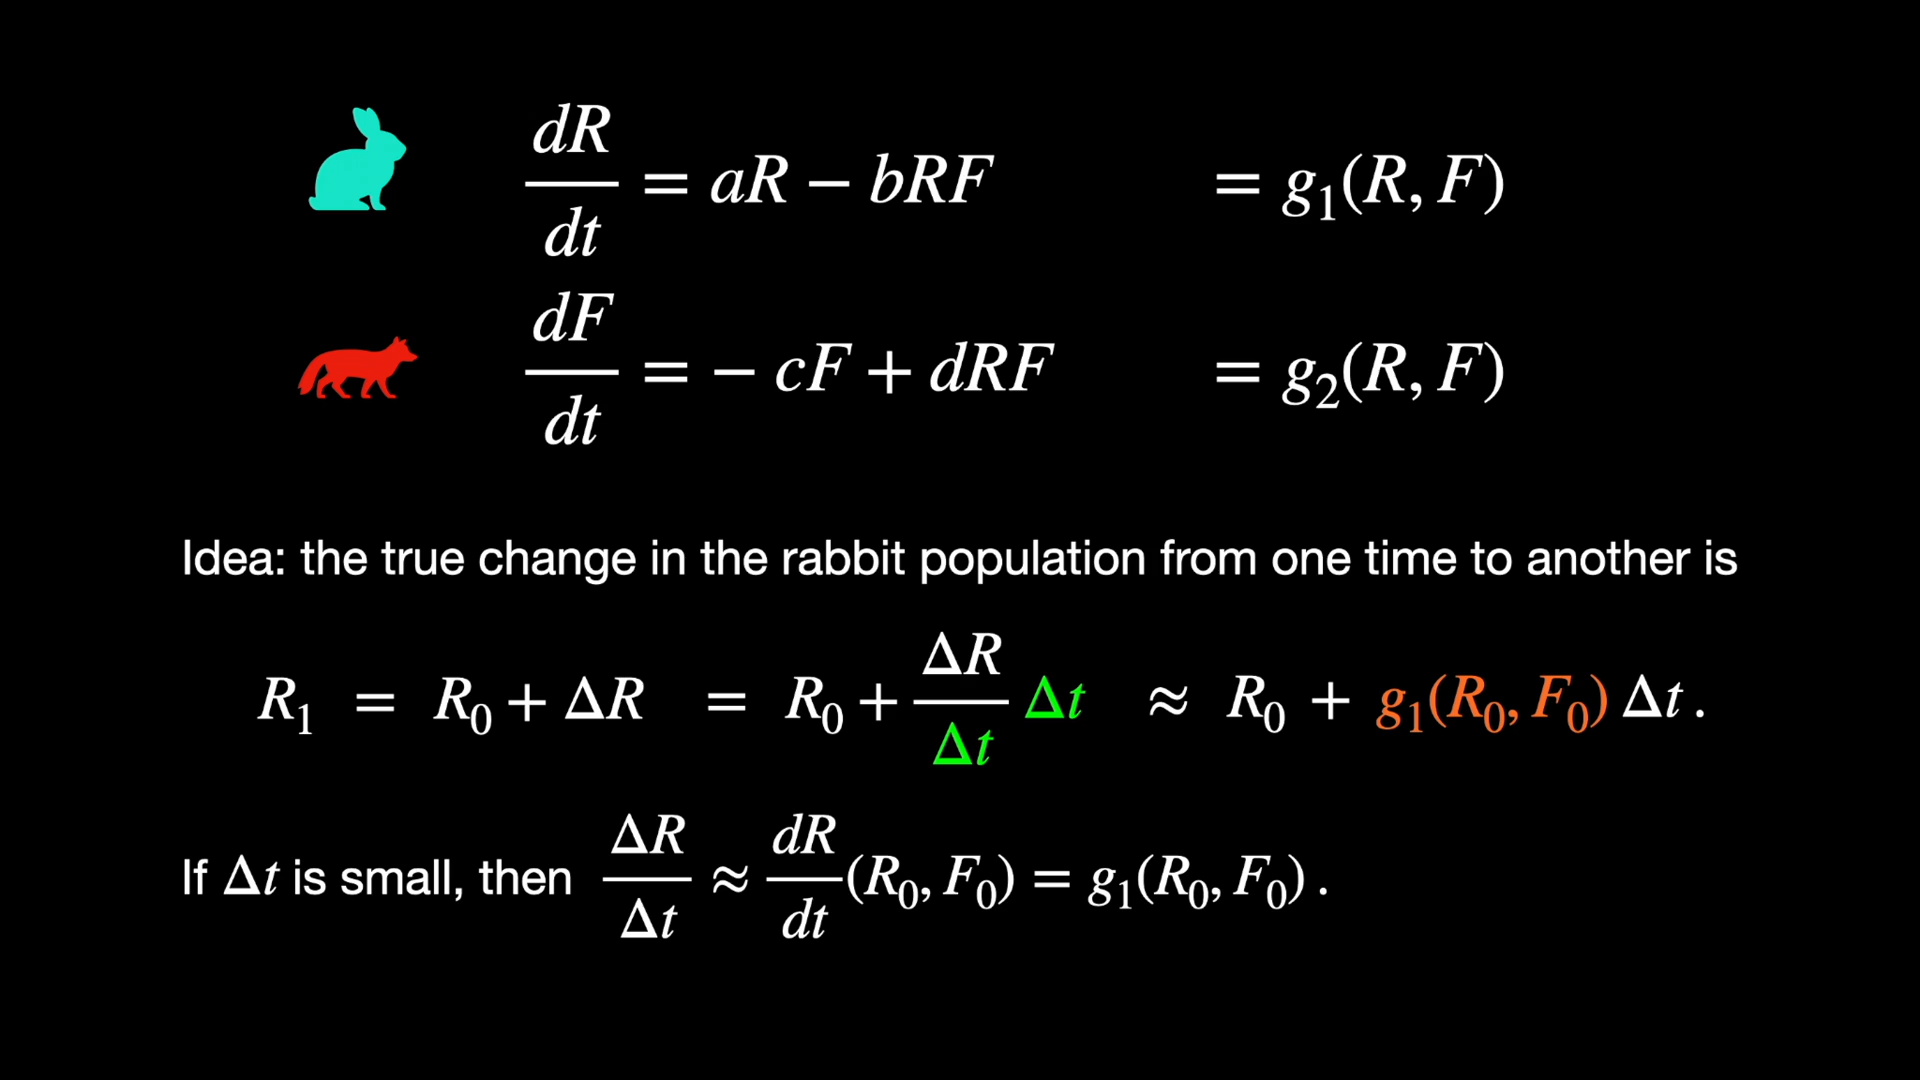 dR/dt = aR − bRF = g₁(R, F)
dF/dt = − cF + dRF = g₂(R, F)
Idea: the true change in the rabbit population from one time to another is
R₁ = R₀ + ΔR = R₀ + ΔR/Δt Δt ≈ R₀ + g₁(R₀, F₀) Δt .
If Δt is small, then ΔR/Δt ≈ dR/dt (R₀, F₀) = g₁(R₀, F₀) .